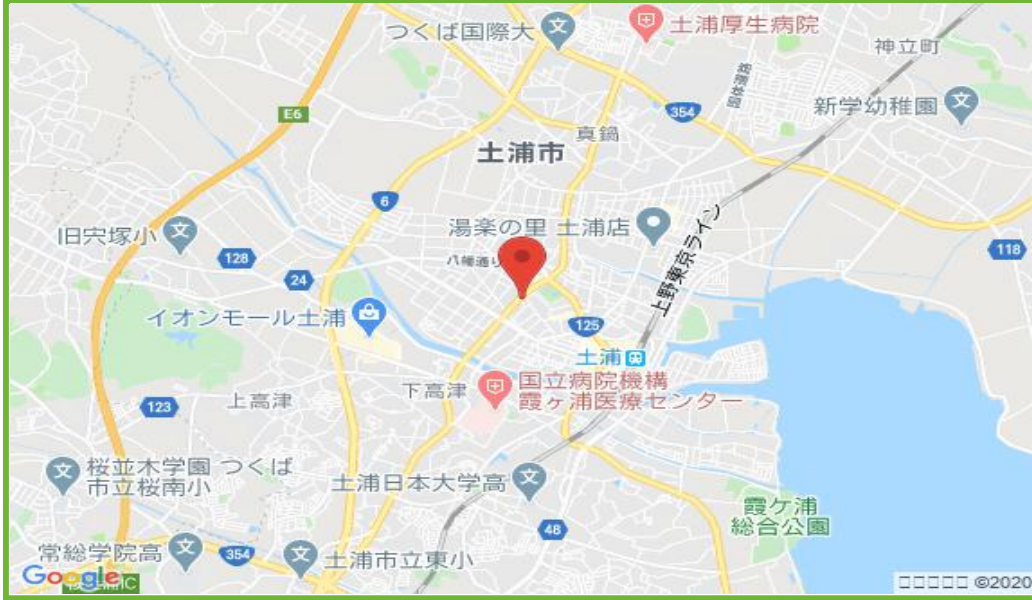 つくば国際大
土浦厚生病院
神立町
新学幼稚園
E6
354
真鍋
土浦市
6
湯楽の里 土浦店
上野東京ライン
旧宍塚小
128
八幡通り
118
24
イオンモール土浦
125
土浦
下高津
国立病院機構
霞ヶ浦医療センター
123
上高津
桜並木学園 つくば
市立桜南小
土浦日本大学高
霞ケ浦
総合公園
48
常総学院高
354
土浦市立東小
Google
©2020